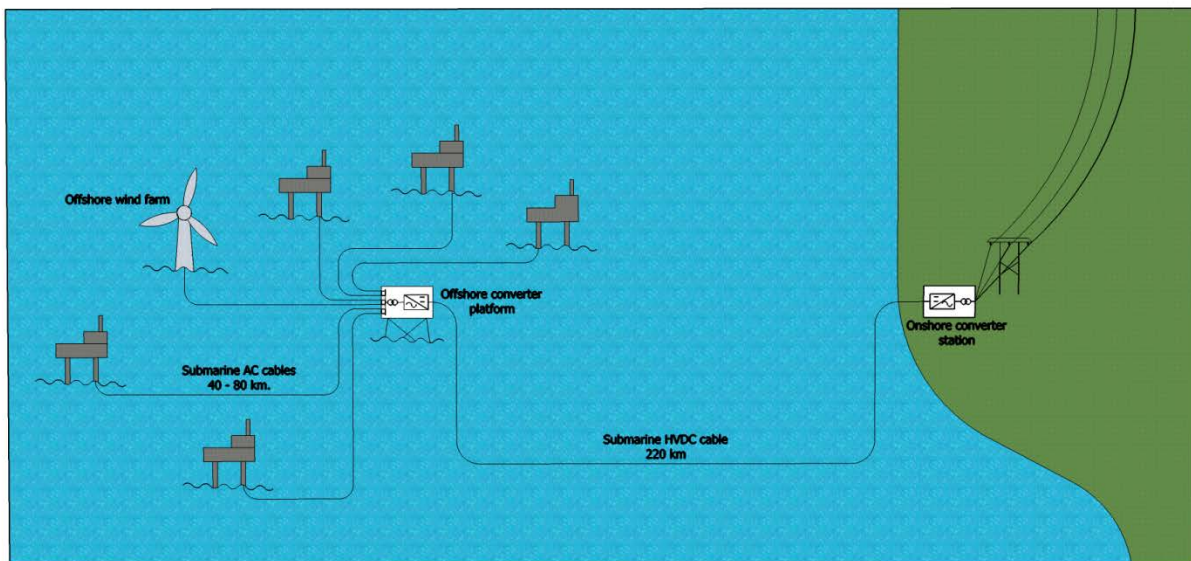 Offshore wind farm
Offshore converter
platform
Onshore converter
station
Submarine AC cables
40 - 80 km.
Submarine HVDC cable
220 km